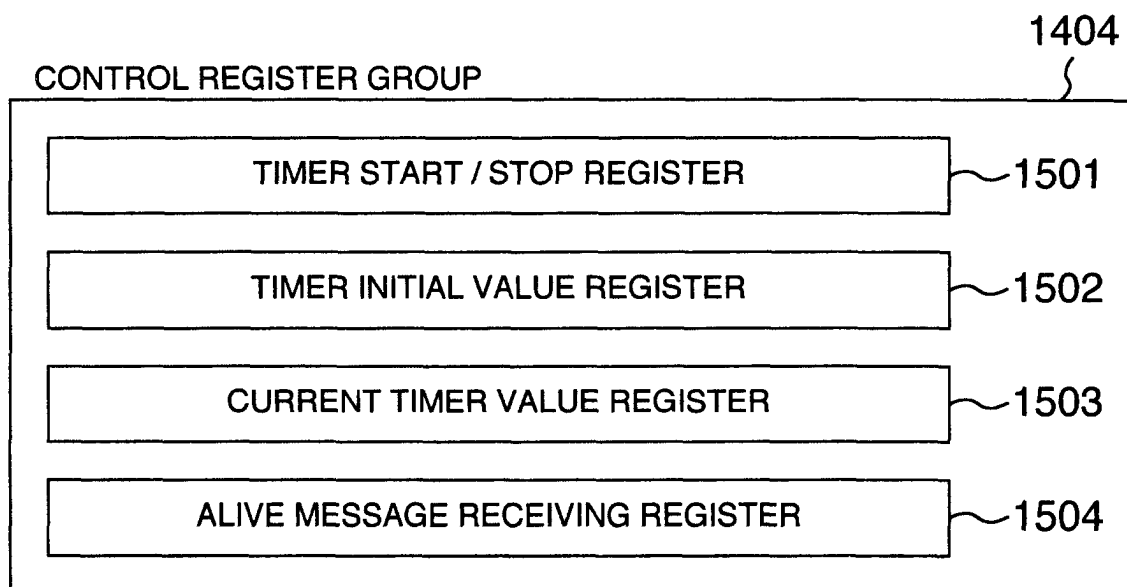 1404
CONTROL REGISTER GROUP
TIMER START / STOP REGISTER 1501
TIMER INITIAL VALUE REGISTER 1502
CURRENT TIMER VALUE REGISTER 1503
ALIVE MESSAGE RECEIVING REGISTER 1504